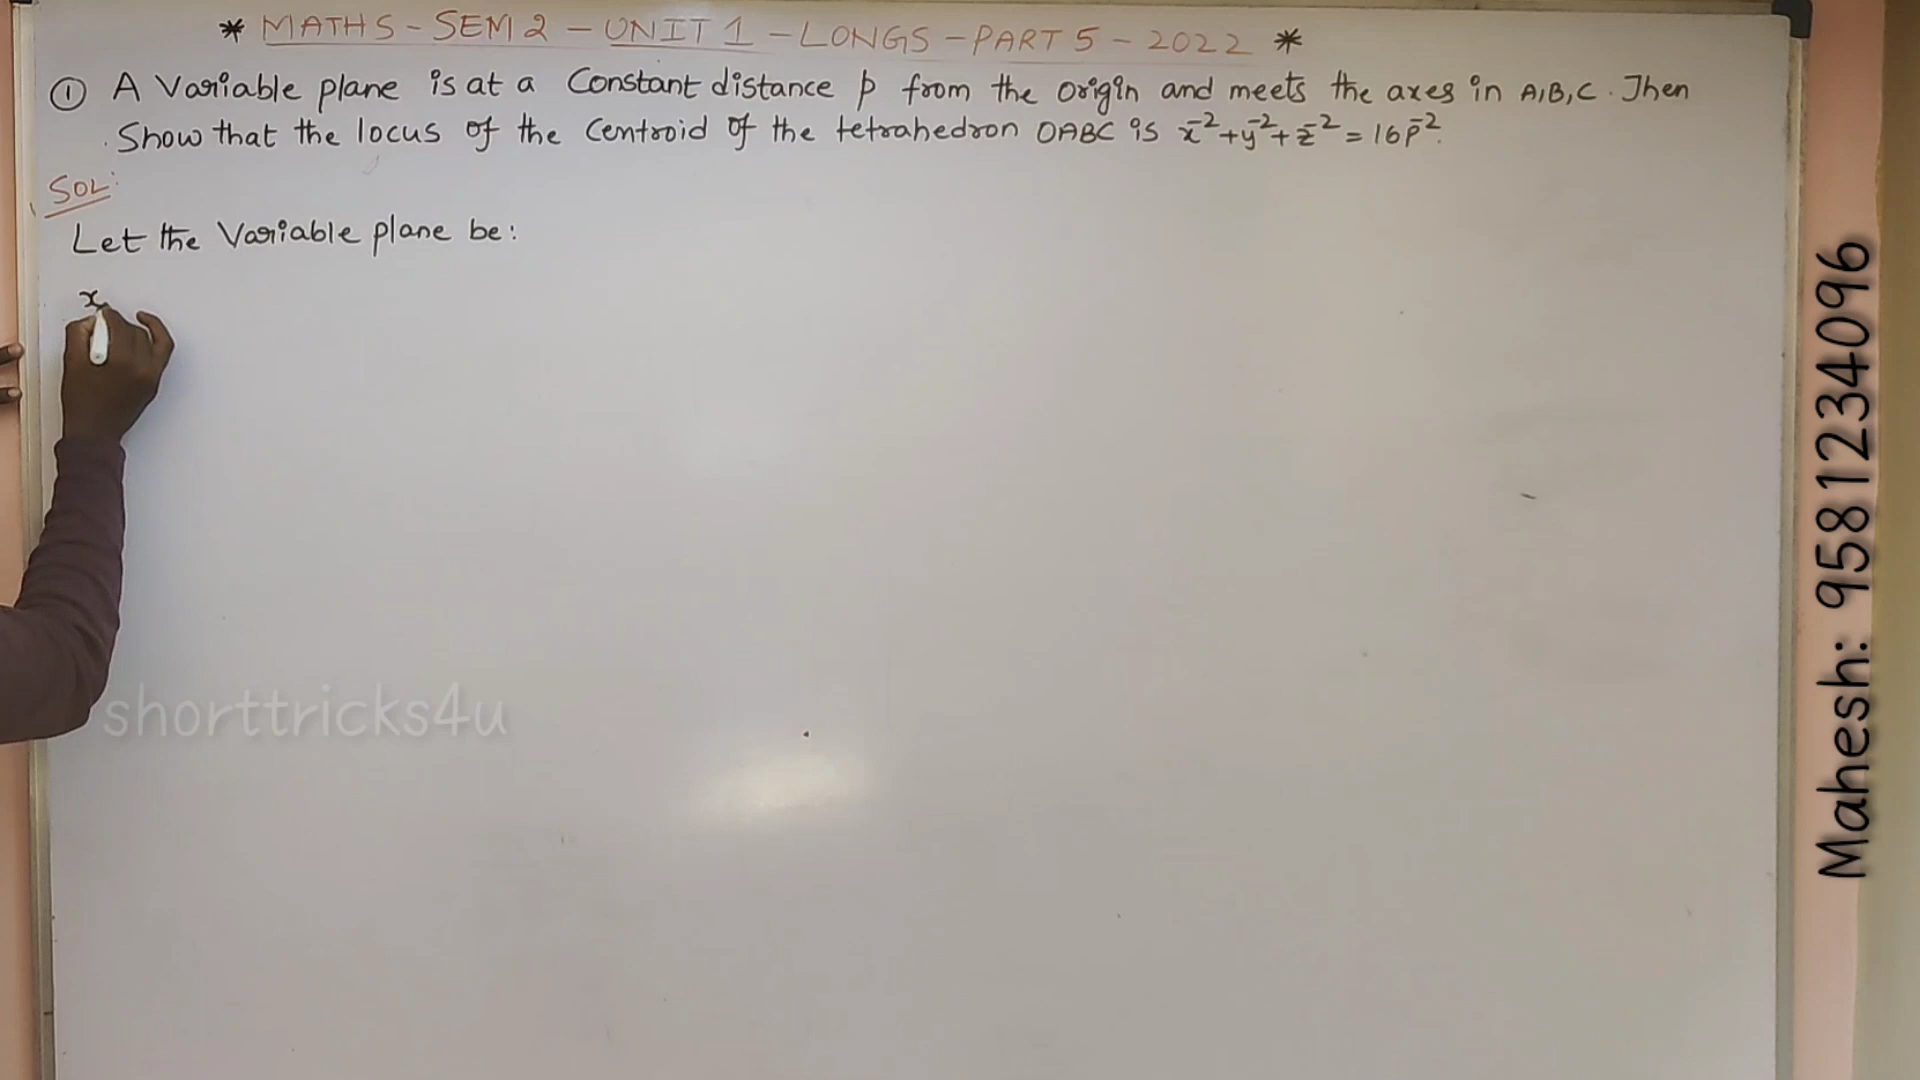 * MATHS - SEM 2 - UNIT 1 - LONGS - PART 5 - 2022 *
① A Variable plane is at a Constant distance p from the origin and meets the axes in A,B,C. Then
Show that the locus of the Centroid of the tetrahedron OABC is x⁻²+y⁻²+z⁻² = 16p⁻².
SOL:
Let the Variable plane be:
x
shorttricks4u
Mahesh: 9581234096